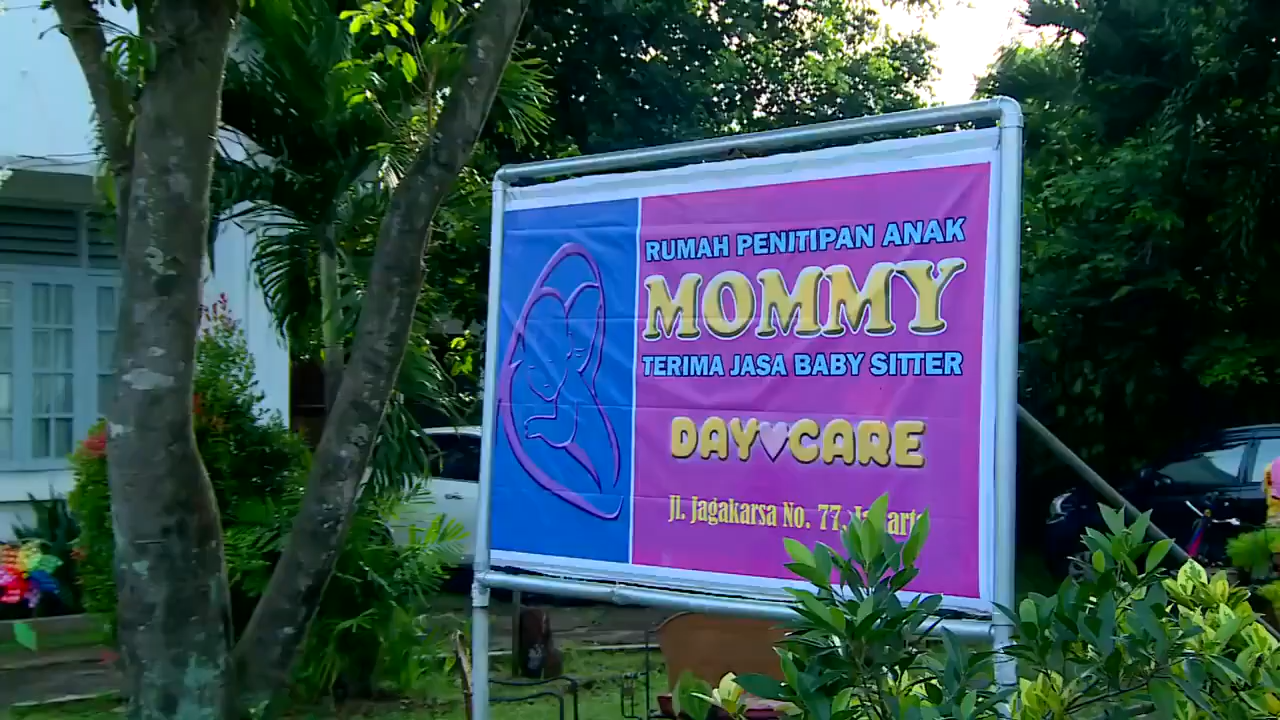 RUMAH PENITIPAN ANAK
MOMMY
TERIMA JASA BABY SITTER
DAY CARE
Jl. Jagakarsa No. 77,